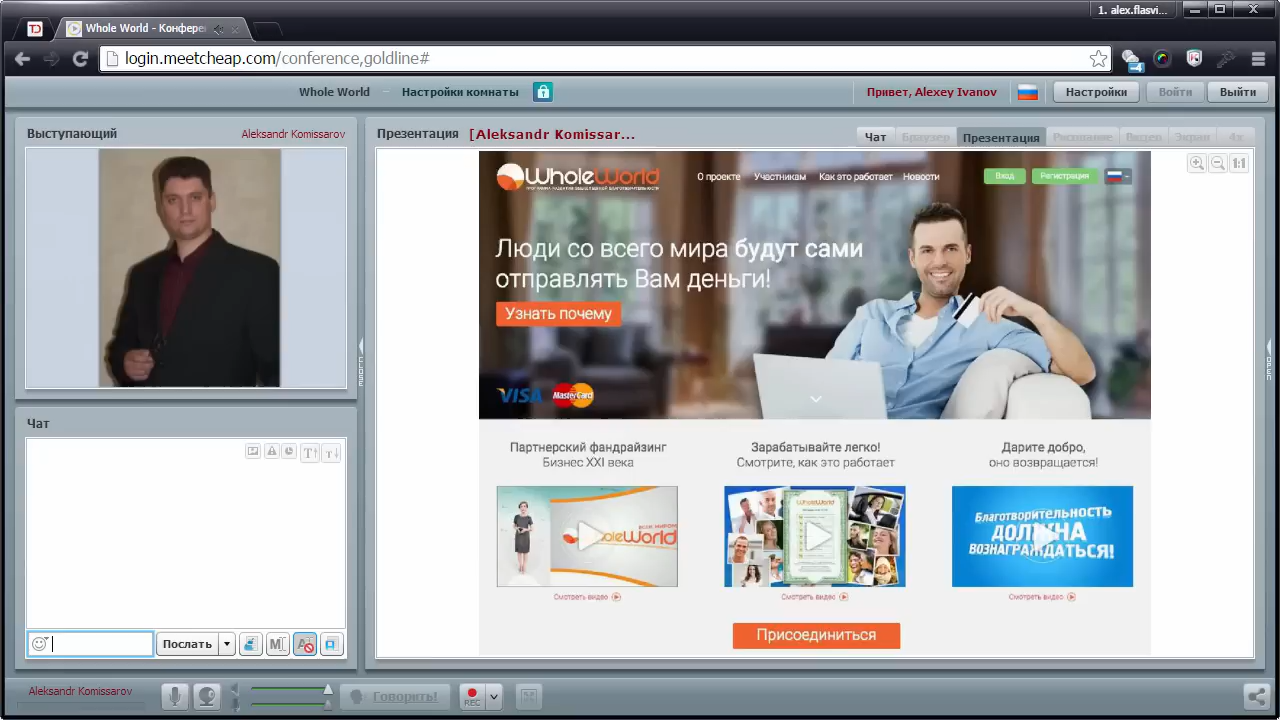 1. alex.flasvi...
Whole World - Конфере
login.meetcheap.com/conference,goldline#
Whole World
Настройки комнаты
Привет, Alexey Ivanov
Настройки
Войти
Выйти
Выступающий
Aleksandr Komissarov
Презентация
[Aleksandr Komissar...
Чат
Браузер
Презентация
Рисование
Видео
Экран
4x
1:1
WholeWorld
О проекте
Участникам
Как это работает
Новости
Вход
Регистрация
Люди со всего мира будут сами
отправлять Вам деньги!
Узнать почему
VISA
MasterCard
Партнерский фандрайзинг
Бизнес XXI века
Зарабатывайте легко!
Смотрите, как это работает
Дарите добро,
оно возвращается!
Благотворительность
ДОЛЖНА
ВОЗНАГРАЖДАТЬСЯ!
Смотреть видео
Смотреть видео
Смотреть видео
Присоединиться
Чат
Послать
Aleksandr Komissarov
Говорить!
REC